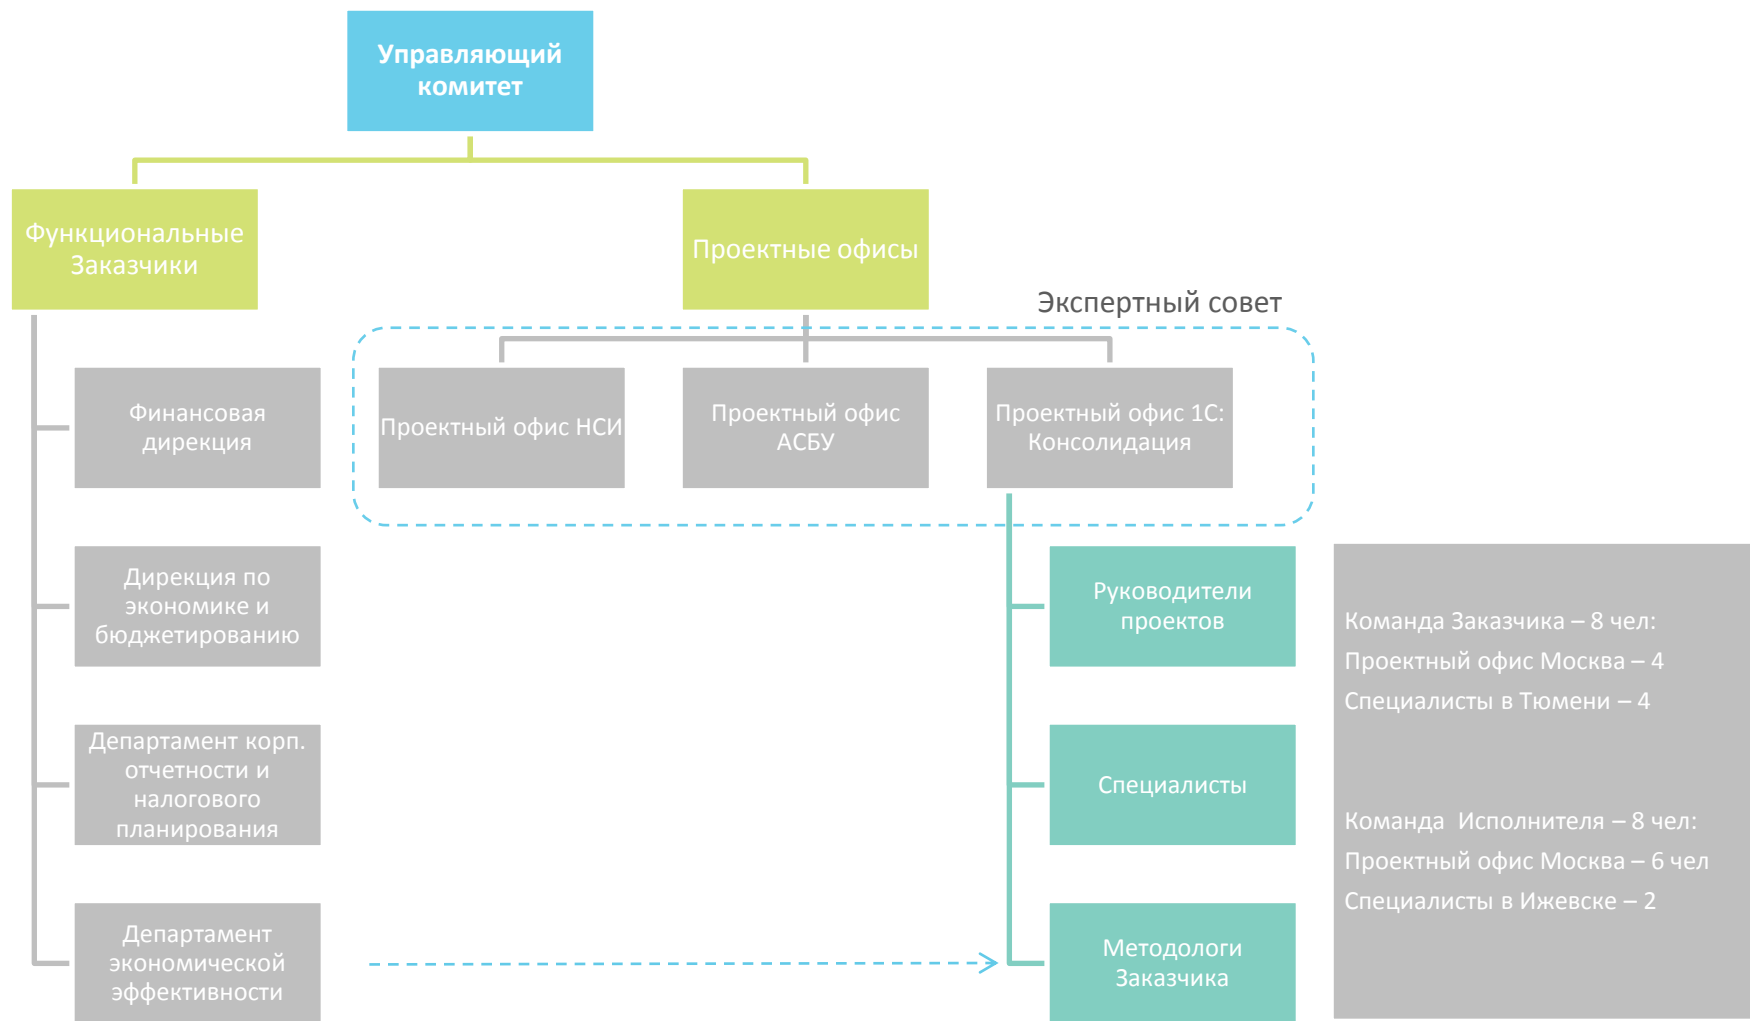 Управляющий
комитет
Функциональные
Заказчики
Проектные офисы
Экспертный совет
Финансовая
дирекция
Проектный офис НСИ
Проектный офис
АСБУ
Проектный офис 1С:
Консолидация
Дирекция по
экономике и
бюджетированию
Руководители
проектов
Департамент корп.
отчетности и
налогового
планирования
Специалисты
Департамент
экономической
эффективности
Методологи
Заказчика
Команда Заказчика – 8 чел:
Проектный офис Москва – 4
Специалисты в Тюмени – 4
Команда  Исполнителя – 8 чел:
Проектный офис Москва – 6 чел
Специалисты в Ижевске – 2